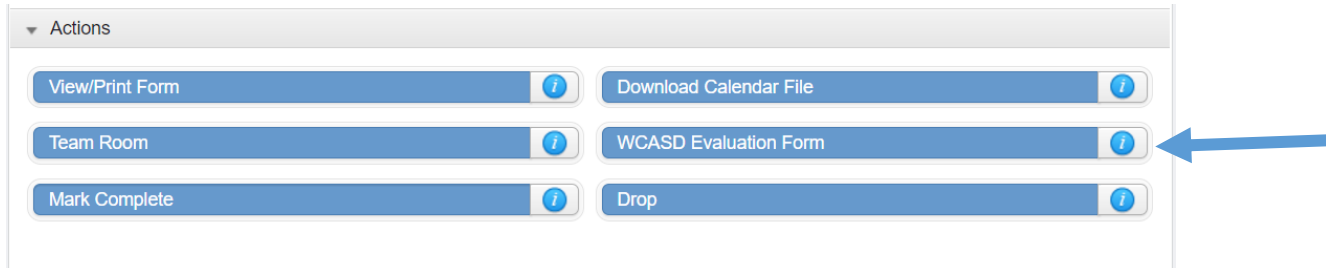 Actions
View/Print Form
Download Calendar File
Team Room
WCASD Evaluation Form
Mark Complete
Drop